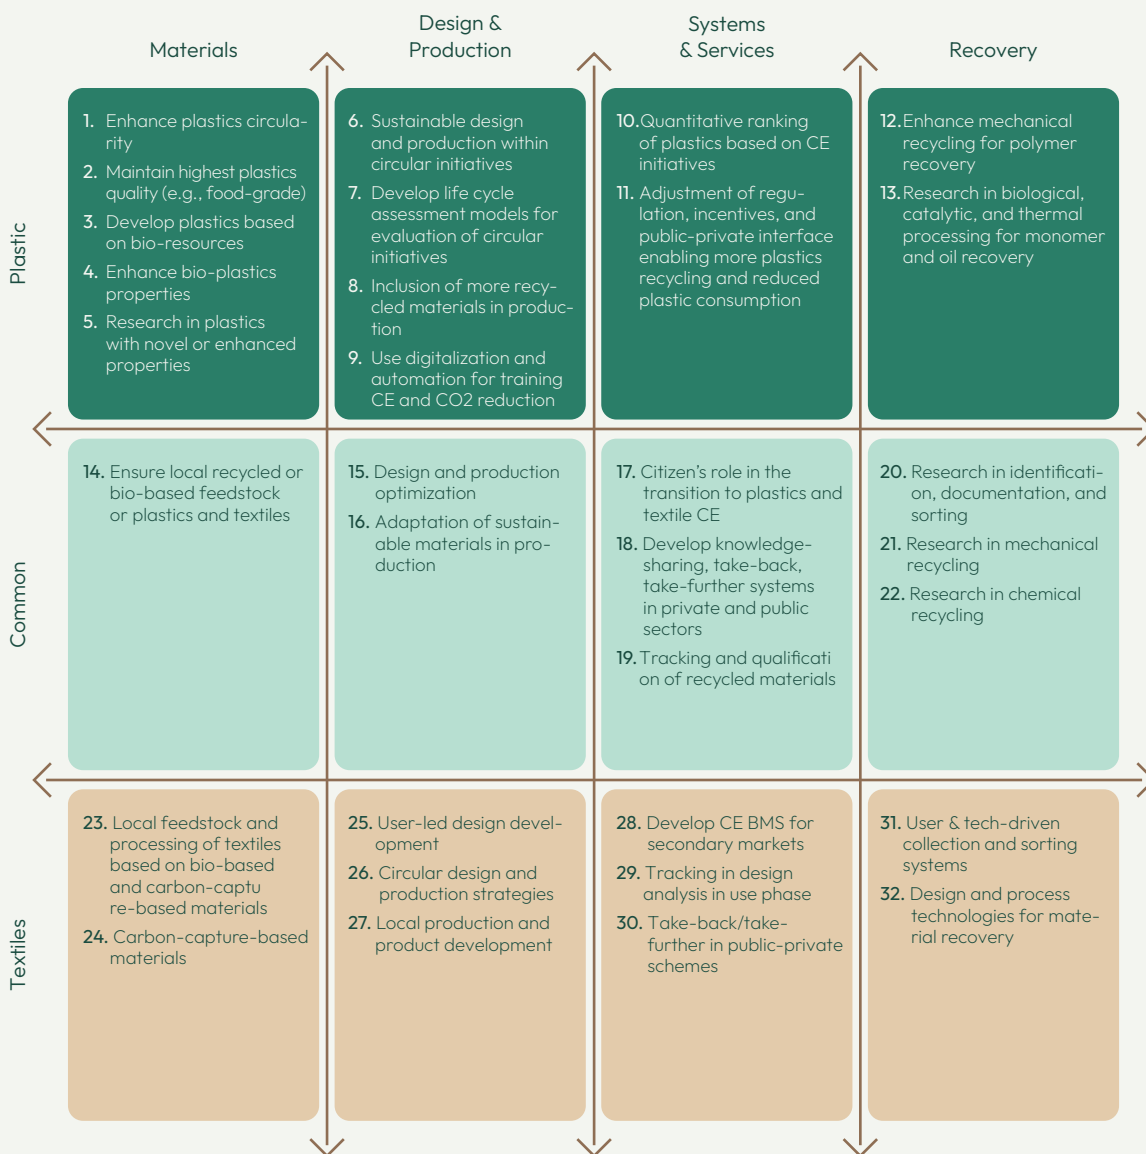 Materials
Design &
Production
Systems
& Services
Recovery
Plastic
1. Enhance plastics circula-
rity
2. Maintain highest plastics
quality (e.g., food-grade)
3. Develop plastics based
on bio-resources
4. Enhance bio-plastics
properties
5. Research in plastics
with novel or enhanced
properties
6. Sustainable design
and production within
circular initiatives
7. Develop life cycle
assessment models for
evaluation of circular
initiatives
8. Inclusion of more recy-
cled materials in produc-
tion
9. Use digitalization and
automation for training
CE and CO2 reduction
10. Quantitative ranking
of plastics based on CE
initiatives
11. Adjustment of regu-
lation, incentives, and
public-private interface
enabling more plastics
recycling and reduced
plastic consumption
12. Enhance mechanical
recycling for polymer
recovery
13. Research in biological,
catalytic, and thermal
processing for monomer
and oil recovery
Common
14. Ensure local recycled or
bio-based feedstock
or plastics and textiles
15. Design and production
optimization
16. Adaptation of sustain-
able materials in pro-
duction
17. Citizen's role in the
transition to plastics and
textile CE
18. Develop knowledge-
sharing, take-back,
take-further systems
in private and public
sectors
19. Tracking and qualificati
on of recycled materials
20. Research in identificati-
on, documentation, and
sorting
21. Research in mechanical
recycling
22. Research in chemical
recycling
Textiles
23. Local feedstock and
processing of textiles
based on bio-based
and carbon-captu
re-based materials
24. Carbon-capture-based
materials
25. User-led design devel-
opment
26. Circular design and
production strategies
27. Local production and
product development
28. Develop CE BMS for
secondary markets
29. Tracking in design
analysis in use phase
30. Take-back/take-
further in public-private
schemes
31. User & tech-driven
collection and sorting
systems
32. Design and process
technologies for mate-
rial recovery